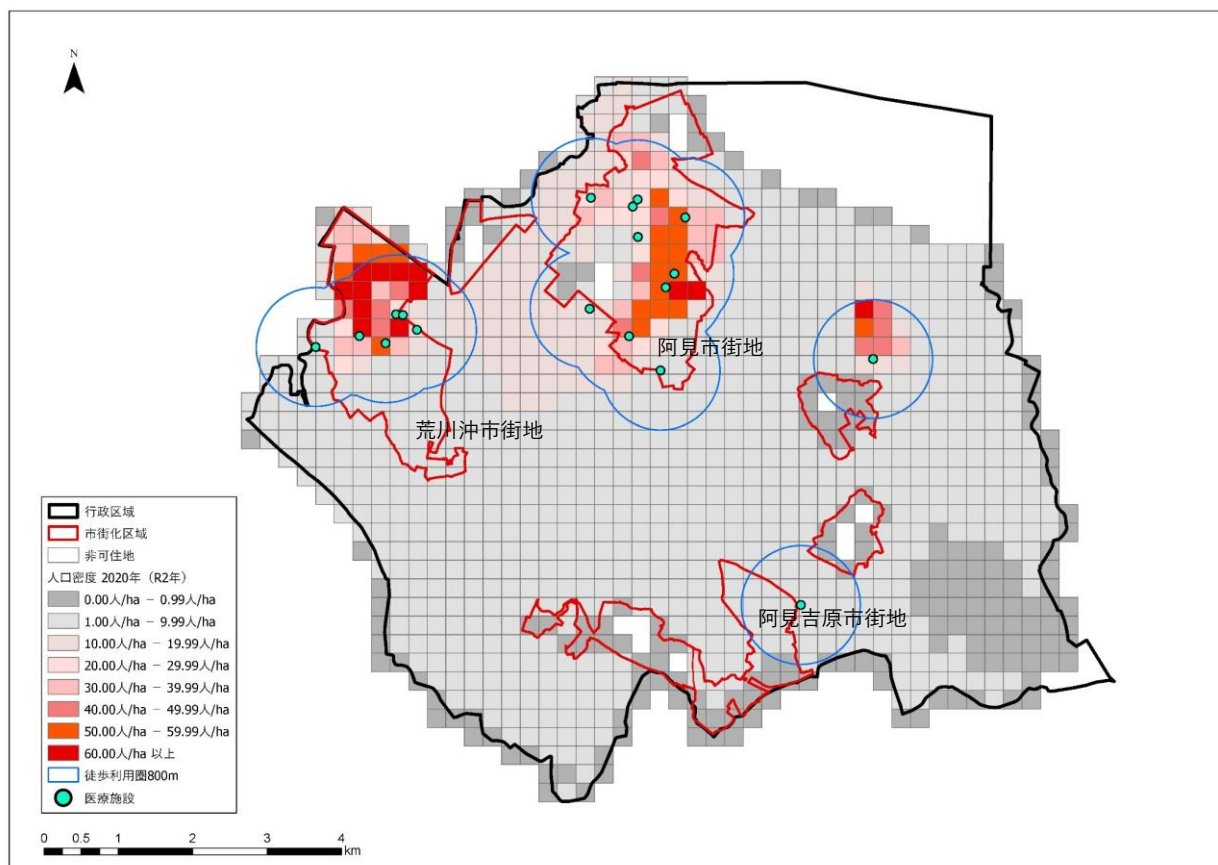 N
阿見市街地
荒川沖市街地
阿見吉原市街地
行政区域
市街化区域
非可住地
人口密度 2020年（R2年）
0.00人/ha － 0.99人/ha
1.00人/ha － 9.99人/ha
10.00人/ha － 19.99人/ha
20.00人/ha － 29.99人/ha
30.00人/ha － 39.99人/ha
40.00人/ha － 49.99人/ha
50.00人/ha － 59.99人/ha
60.00人/ha 以上
徒歩利用圏800m
医療施設
0 0.5 1 2 3 4
km